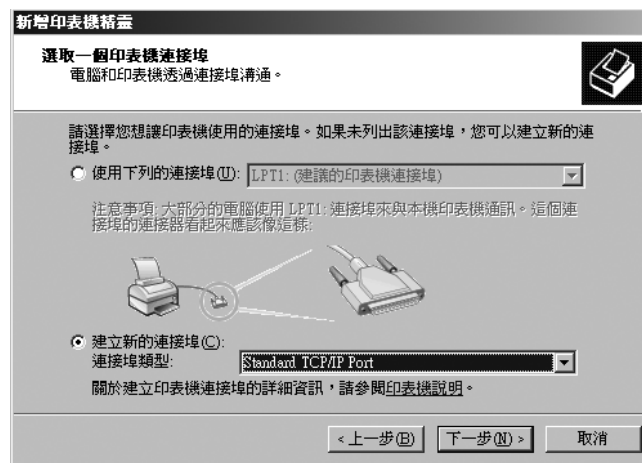 新增印表機精靈
選取一個印表機連接埠
電腦和印表機透過連接埠溝通。
請選擇您想讓印表機使用的連接埠。如果未列出該連接埠，您可以建立新的連
接埠。
使用下列的連接埠(U): LPT1: (建議的印表機連接埠)
注意事項: 大部分的電腦使用 LPT1: 連接埠來與本機印表機通訊。這個連
接埠的連接器看起來應該像這樣:
建立新的連接埠(C):
連接埠類型: Standard TCP/IP Port
關於建立印表機連接埠的詳細資訊，請參閱印表機說明。
<上一步(B) 下一步(N)> 取消